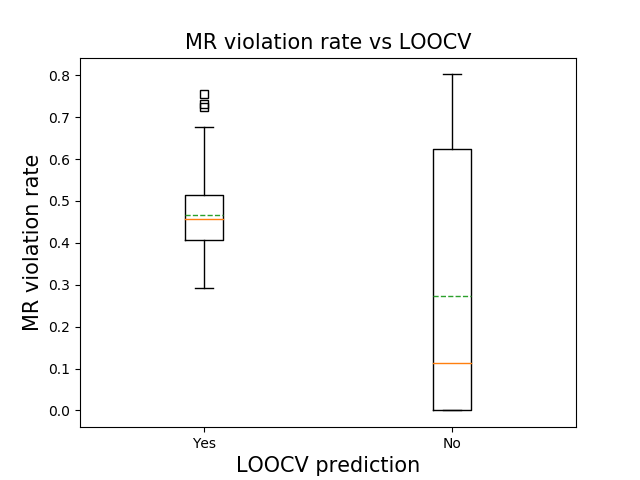 MR violation rate vs LOOCV
MR violation rate
0.8
0.7
0.6
0.5
0.4
0.3
0.2
0.1
0.0
Yes
No
LOOCV prediction